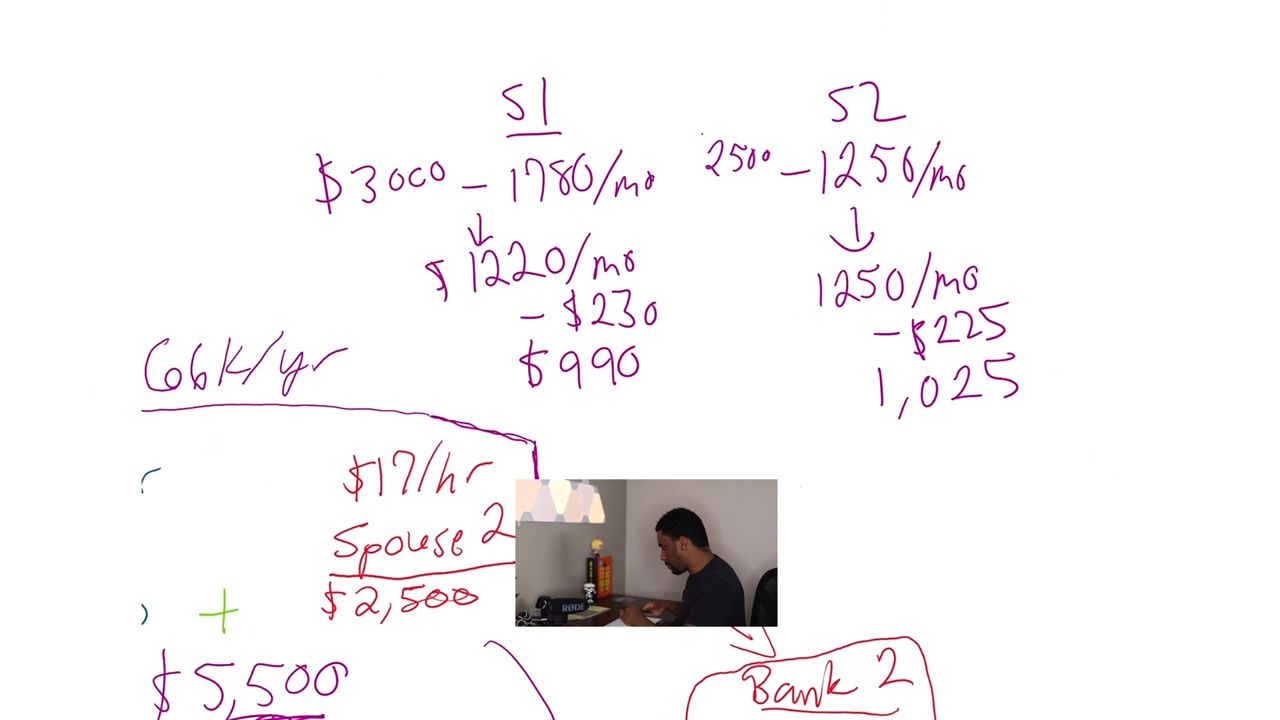 S1
$3000 - 1780/mo
$1220/mo
- $230
$990
S2
2500 - 1250/mo
1250/mo
- $225
1,025
66k/yr
$17/hr
Spouse 2
$2,500
+
$5,500
RØDE
Bank 2